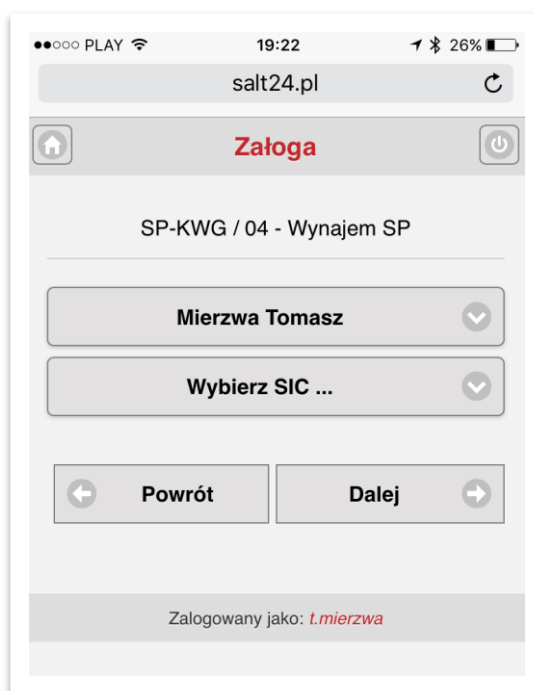 PLAY 19:22 26%
salt24.pl
Załoga
SP-KWG / 04 - Wynajem SP
Mierzwa Tomasz
Wybierz SIC ...
Powrót Dalej
Zalogowany jako: t.mierzwa